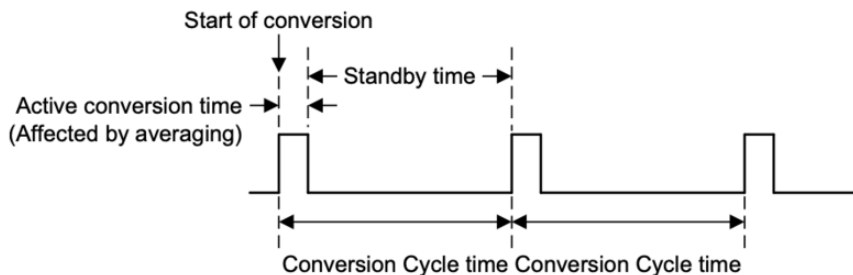 Start of conversion
Standby time
Active conversion time
(Affected by averaging)
Conversion Cycle time Conversion Cycle time